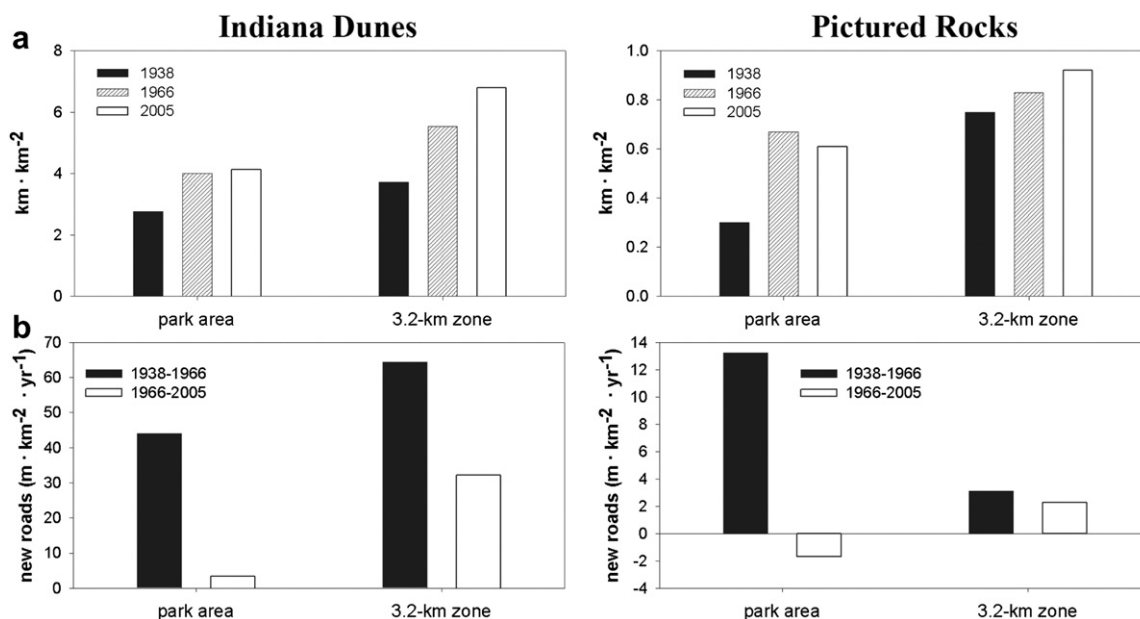 Indiana Dunes
Pictured Rocks
a
8
6
4
2
0
km · km⁻²
1938
1966
2005
park area
3.2-km zone
1.0
0.8
0.6
0.4
0.2
0.0
km · km⁻²
1938
1966
2005
park area
3.2-km zone
b
70
60
50
40
30
20
10
0
new roads (m · km⁻² · yr⁻¹)
1938-1966
1966-2005
park area
3.2-km zone
14
12
10
8
6
4
2
0
-2
-4
new roads (m · km⁻² · yr⁻¹)
1938-1966
1966-2005
park area
3.2-km zone